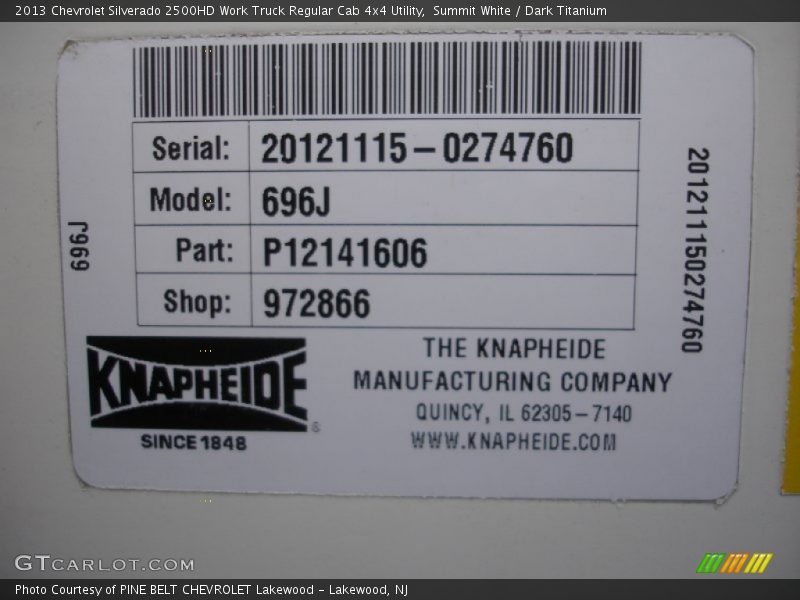 2013 Chevrolet Silverado 2500HD Work Truck Regular Cab 4x4 Utility, Summit White / Dark Titanium
Serial: 20121115-0274760
Model: 696J
Part: P12141606
Shop: 972866
696J
201211150274760
KNAPHEIDE®
SINCE 1848
THE KNAPHEIDE
MANUFACTURING COMPANY
QUINCY, IL 62305-7140
WWW.KNAPHEIDE.COM
GTCARLOT.COM
Photo Courtesy of PINE BELT CHEVROLET Lakewood - Lakewood, NJ